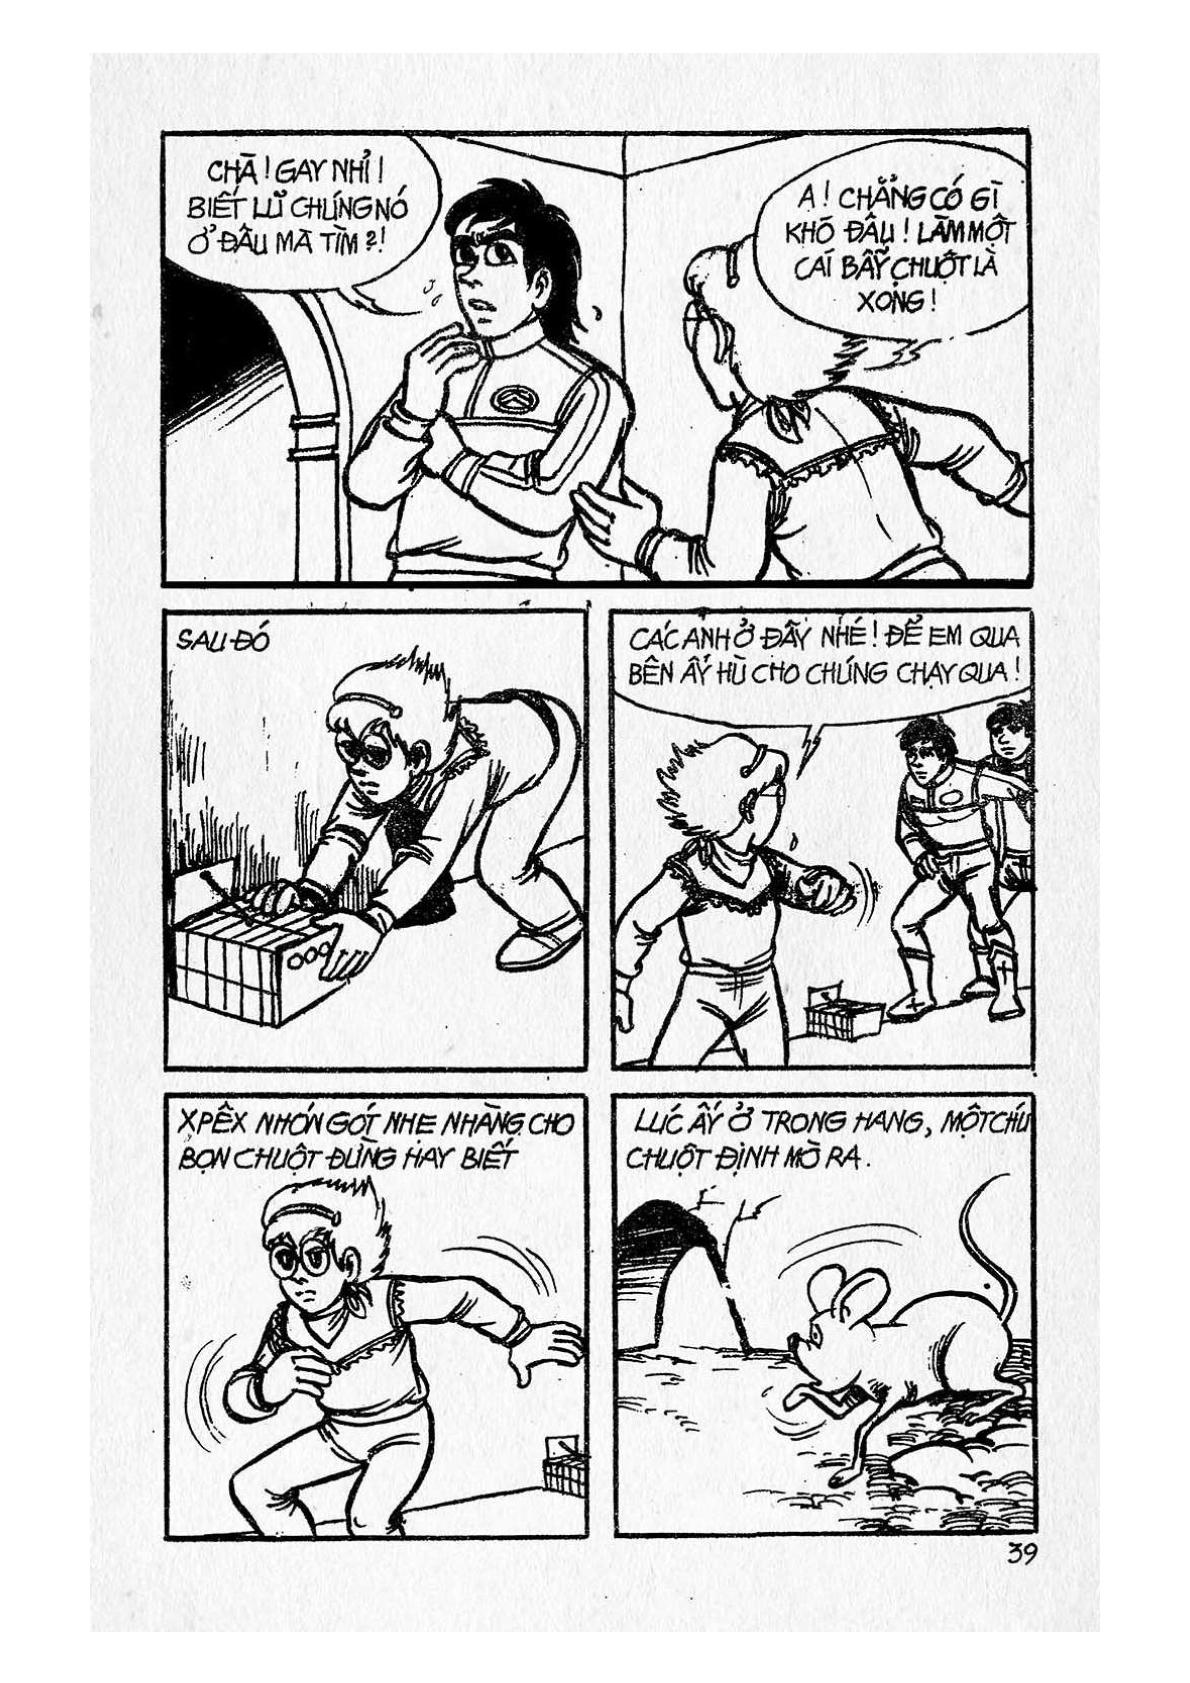 CHÀ! GAY NHỈ!
BIẾT LŨ CHÚNG NÓ
Ở ĐÂU MÀ TÌM?!
A! CHẲNG CÓ GÌ
KHÓ ĐÂU! LÀM MỘT
CÁI BẪY CHUỘT LÀ
XONG!
SAU ĐÓ
CÁC ANH Ở ĐÂY NHÉ! ĐỂ EM QUA
BÊN ẤY HÙ CHO CHÚNG CHẠY QUA!
XPÊX NHÓN GÓT NHẸ NHÀNG CHO
BỌN CHUỘT ĐỪNG HAY BIẾT
LÚC ẤY Ở TRONG HANG, MỘT CHÚ
CHUỘT ĐỊNH MÒ RA.
39